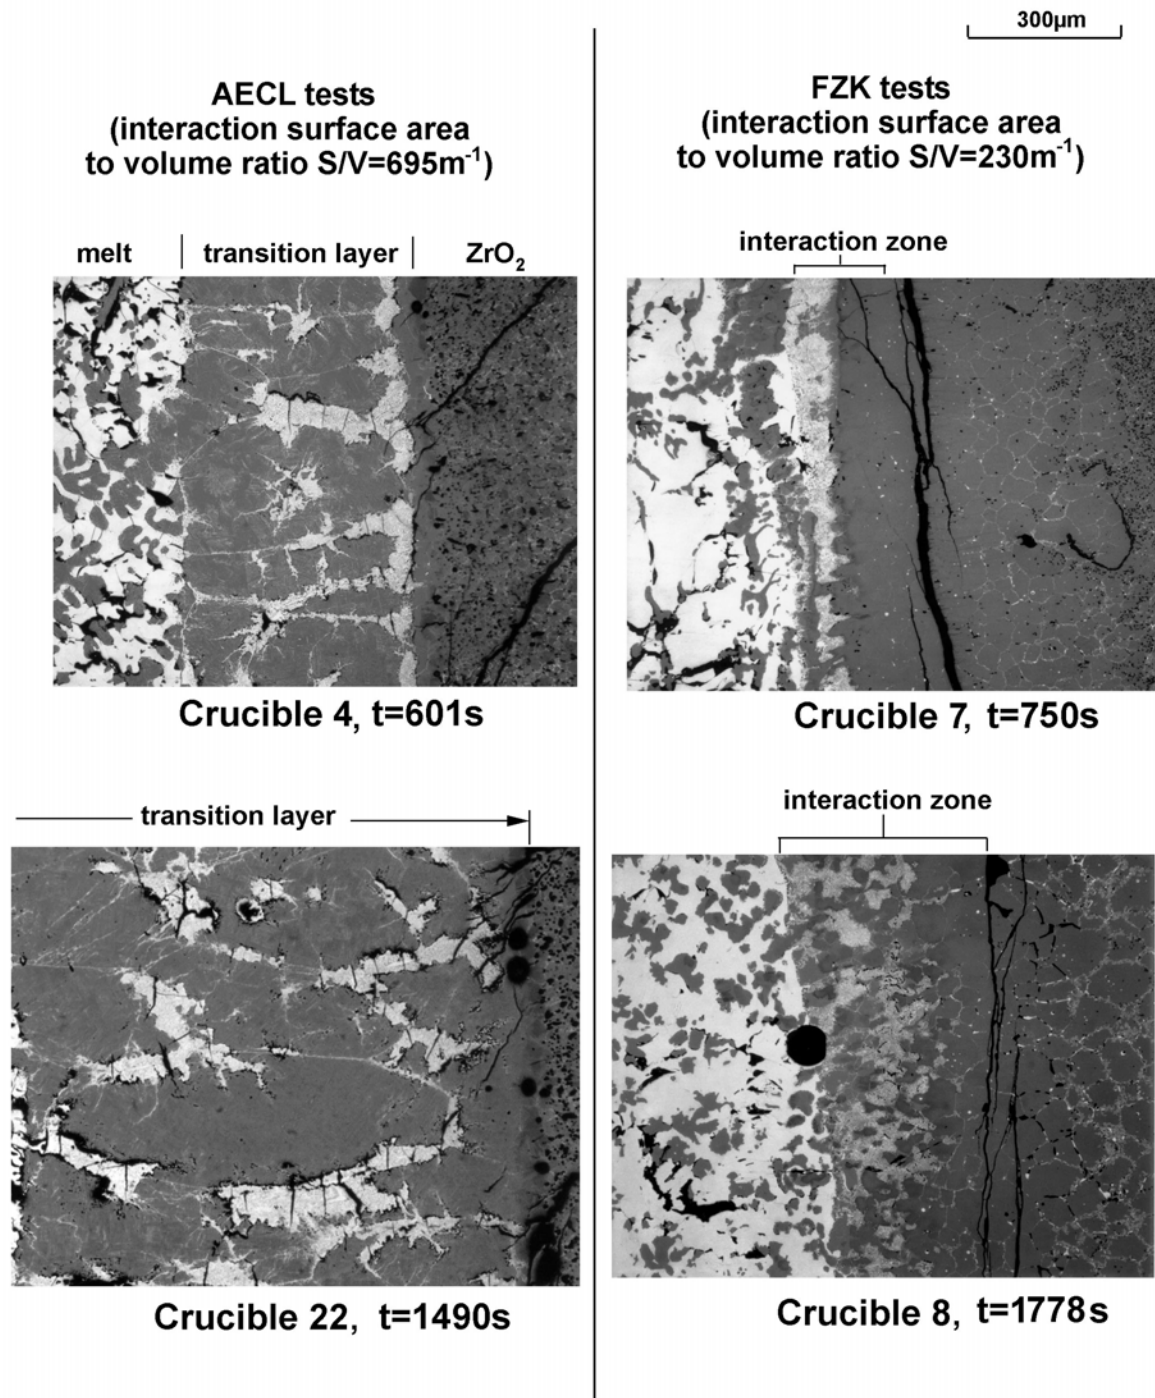 300µm
AECL tests
(interaction surface area
to volume ratio S/V=695m⁻¹)
melt
transition layer
ZrO₂
Crucible 4, t=601s
transition layer
Crucible 22, t=1490s
FZK tests
(interaction surface area
to volume ratio S/V=230m⁻¹)
interaction zone
Crucible 7, t=750s
interaction zone
Crucible 8, t=1778s